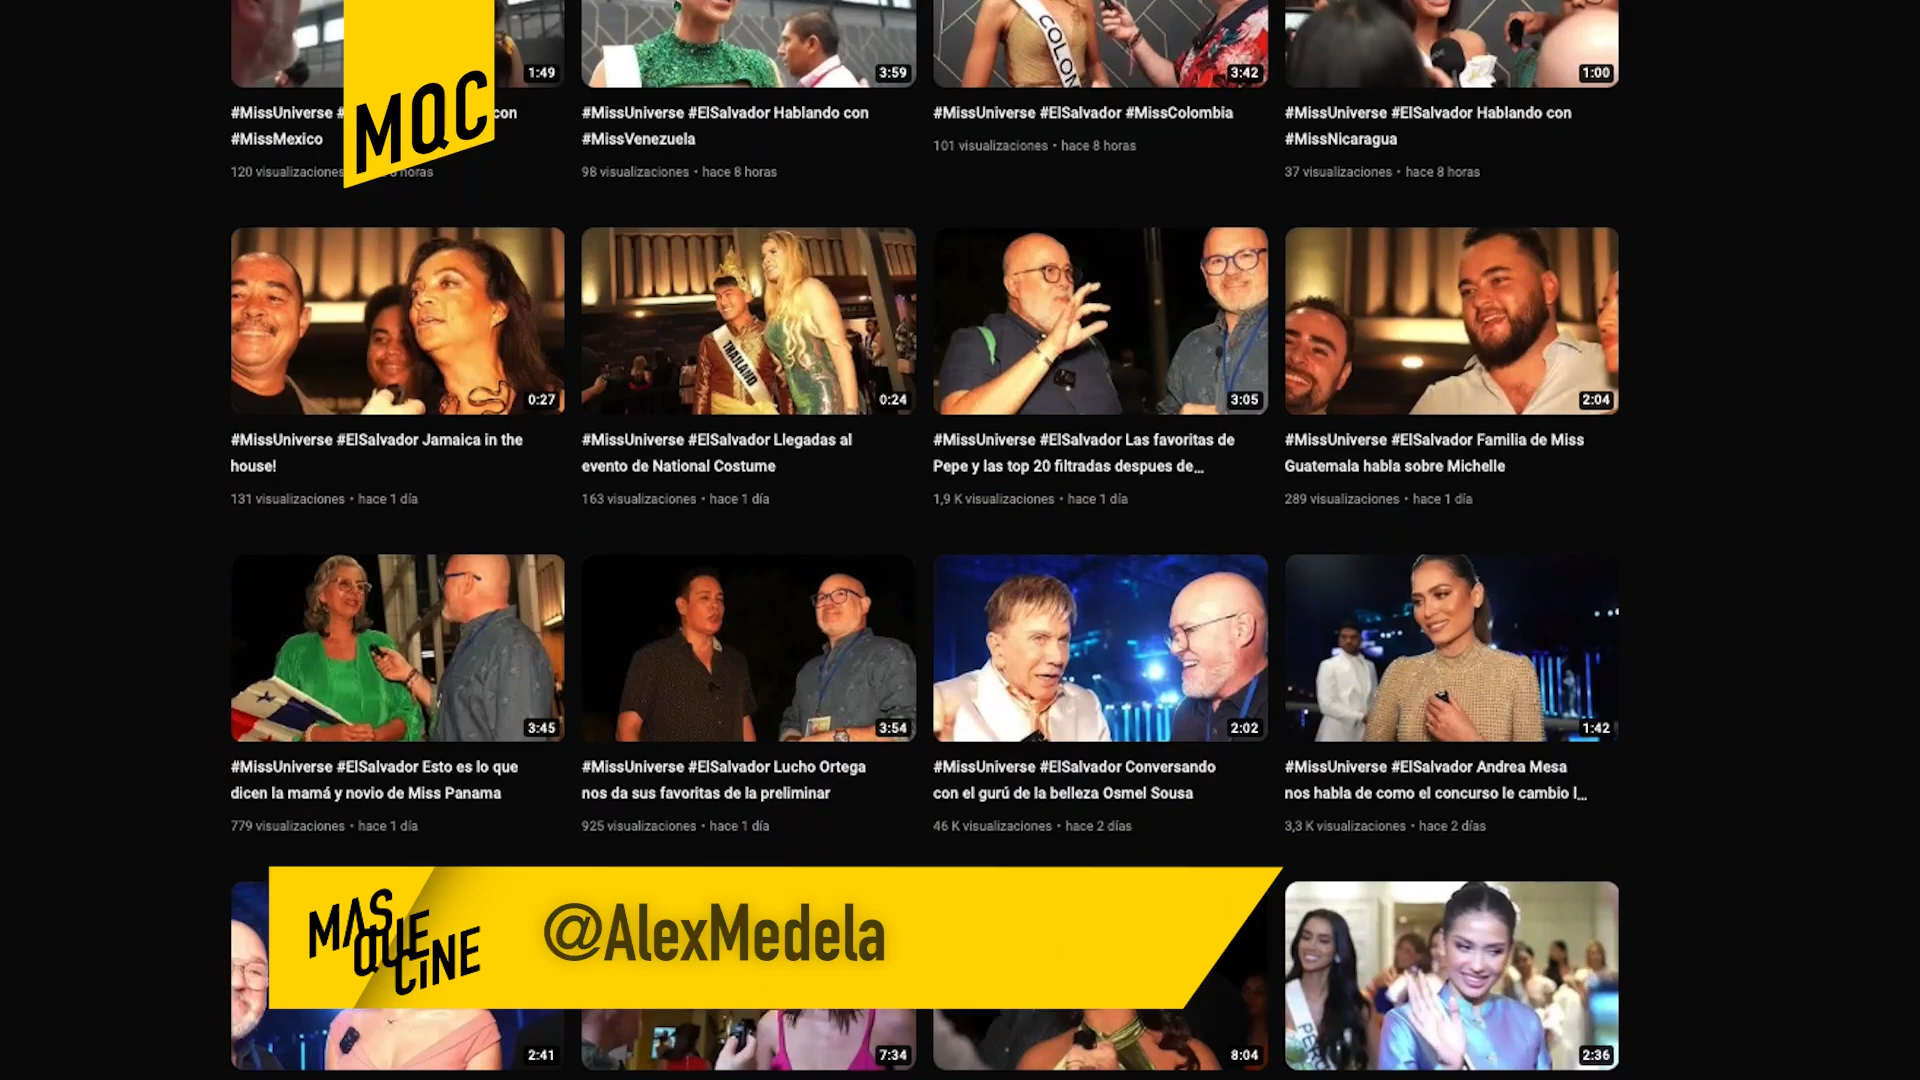 COLOM
1:49
3:59
3:42
1:00
MQC
#MissUniverse # con
#MissMexico
120 visualizaciones horas
#MissUniverse #ElSalvador Hablando con
#MissVenezuela
98 visualizaciones • hace 8 horas
#MissUniverse #ElSalvador #MissColombia
101 visualizaciones • hace 8 horas
#MissUniverse #ElSalvador Hablando con
#MissNicaragua
37 visualizaciones • hace 8 horas
THAILAND
0:27
0:24
3:05
2:04
#MissUniverse #ElSalvador Jamaica in the
house!
131 visualizaciones • hace 1 día
#MissUniverse #ElSalvador Llegadas al
evento de National Costume
163 visualizaciones • hace 1 día
#MissUniverse #ElSalvador Las favoritas de
Pepe y las top 20 filtradas despues de...
1,9 K visualizaciones • hace 1 día
#MissUniverse #ElSalvador Familia de Miss
Guatemala habla sobre Michelle
289 visualizaciones • hace 1 día
3:45
3:54
2:02
1:42
#MissUniverse #ElSalvador Esto es lo que
dicen la mamá y novio de Miss Panama
779 visualizaciones • hace 1 día
#MissUniverse #ElSalvador Lucho Ortega
nos da sus favoritas de la preliminar
925 visualizaciones • hace 1 día
#MissUniverse #ElSalvador Conversando
con el gurú de la belleza Osmel Sousa
46 K visualizaciones • hace 2 días
#MissUniverse #ElSalvador Andrea Mesa
nos habla de como el concurso le cambio l...
3,3 K visualizaciones • hace 2 días
MAS
QUE
CINE
@AlexMedela
PERÚ
2:41
7:34
8:04
2:36